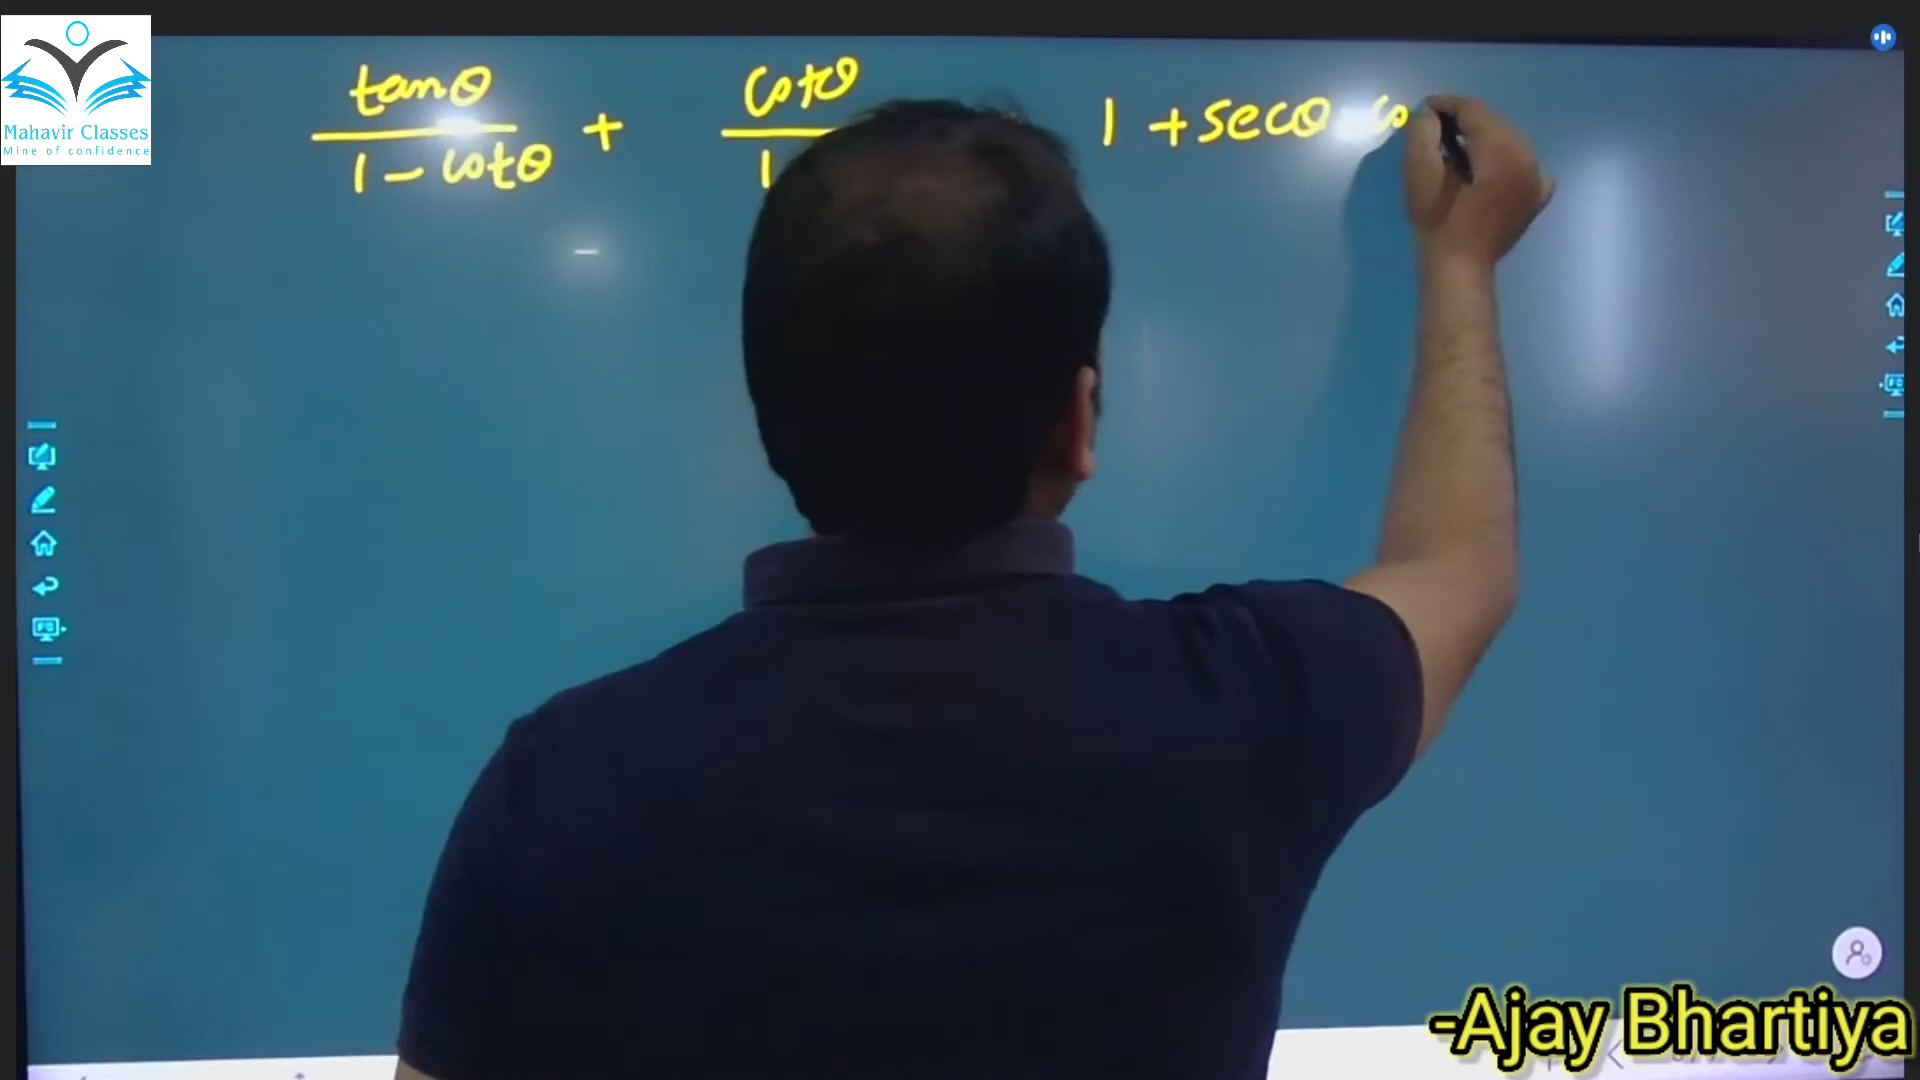 Mahavir Classes
Mine of confidence
tanθ / 1 - cotθ + cotθ / 1 1 + secθ
-Ajay Bhartiya